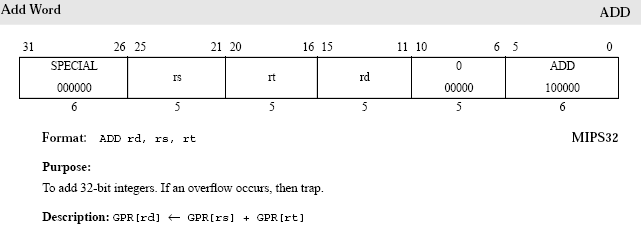 Add Word ADD
31 26 25 21 20 16 15 11 10 6 5 0
SPECIAL rs rt rd 0 ADD
000000 00000 100000
6 5 5 5 5 6
Format: ADD rd, rs, rt MIPS32
Purpose:
To add 32-bit integers. If an overflow occurs, then trap.
Description: GPR[rd] ← GPR[rs] + GPR[rt]